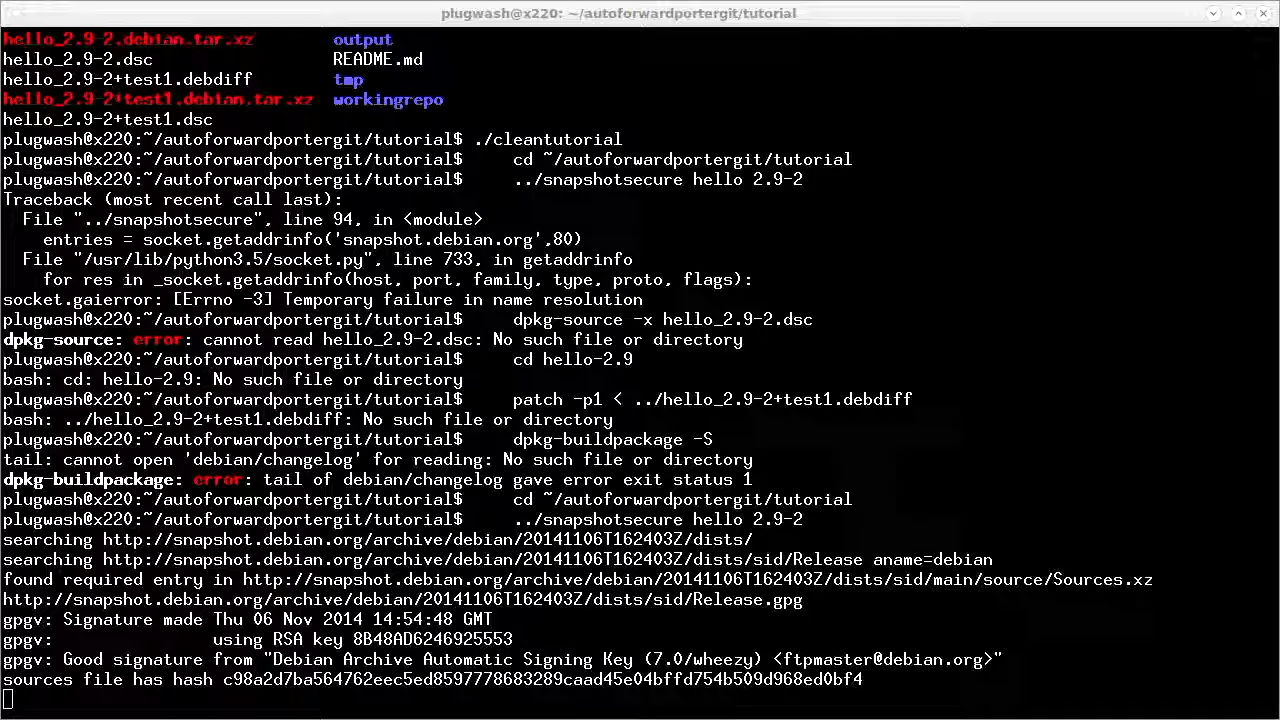 plugwash@x220: ~/autoforwardportergit/tutorial
hello_2.9-2.debian.tar.xz output
hello_2.9-2.dsc README.md
hello_2.9-2+test1.debdiff tmp
hello_2.9-2+test1.debian.tar.xz workingrepo
hello_2.9-2+test1.dsc
plugwash@x220:~/autoforwardportergit/tutorial$ ./cleantutorial
plugwash@x220:~/autoforwardportergit/tutorial$ cd ~/autoforwardportergit/tutorial
plugwash@x220:~/autoforwardportergit/tutorial$ ../snapshotsecure hello 2.9-2
Traceback (most recent call last):
File "../snapshotsecure", line 94, in <module>
entries = socket.getaddrinfo('snapshot.debian.org',80)
File "/usr/lib/python3.5/socket.py", line 733, in getaddrinfo
for res in _socket.getaddrinfo(host, port, family, type, proto, flags):
socket.gaierror: [Errno -3] Temporary failure in name resolution
plugwash@x220:~/autoforwardportergit/tutorial$ dpkg-source -x hello_2.9-2.dsc
dpkg-source: error: cannot read hello_2.9-2.dsc: No such file or directory
plugwash@x220:~/autoforwardportergit/tutorial$ cd hello-2.9
bash: cd: hello-2.9: No such file or directory
plugwash@x220:~/autoforwardportergit/tutorial$ patch -p1 < ../hello_2.9-2+test1.debdiff
bash: ../hello_2.9-2+test1.debdiff: No such file or directory
plugwash@x220:~/autoforwardportergit/tutorial$ dpkg-buildpackage -S
tail: cannot open 'debian/changelog' for reading: No such file or directory
dpkg-buildpackage: error: tail of debian/changelog gave error exit status 1
plugwash@x220:~/autoforwardportergit/tutorial$ cd ~/autoforwardportergit/tutorial
plugwash@x220:~/autoforwardportergit/tutorial$ ../snapshotsecure hello 2.9-2
searching http://snapshot.debian.org/archive/debian/20141106T162403Z/dists/
searching http://snapshot.debian.org/archive/debian/20141106T162403Z/dists/sid/Release aname=debian
found required entry in http://snapshot.debian.org/archive/debian/20141106T162403Z/dists/sid/main/source/Sources.xz
http://snapshot.debian.org/archive/debian/20141106T162403Z/dists/sid/Release.gpg
gpgv: Signature made Thu 06 Nov 2014 14:54:48 GMT
gpgv: using RSA key 8B48AD6246925553
gpgv: Good signature from "Debian Archive Automatic Signing Key (7.0/wheezy) <ftpmaster@debian.org>"
sources file has hash c98a2d7ba564762eec5ed8597778683289caad45e04bffd754b509d968ed0bf4